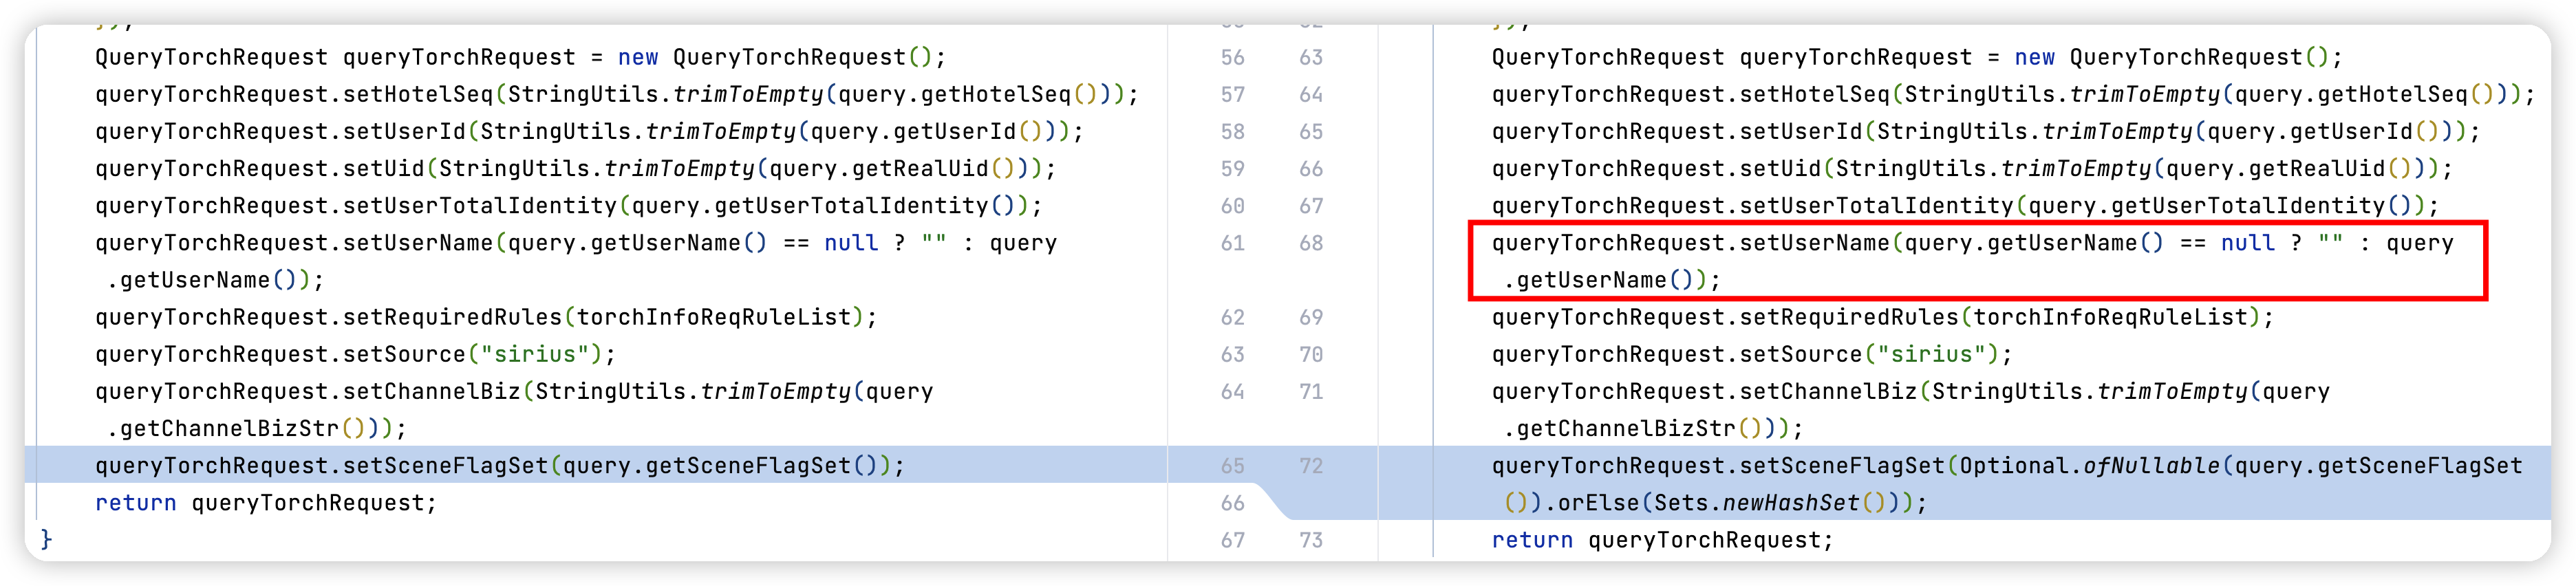 QueryTorchRequest queryTorchRequest = new QueryTorchRequest();
queryTorchRequest.setHotelSeq(StringUtils.trimToEmpty(query.getHotelSeq()));
queryTorchRequest.setUserId(StringUtils.trimToEmpty(query.getUserId()));
queryTorchRequest.setUid(StringUtils.trimToEmpty(query.getRealUid()));
queryTorchRequest.setUserTotalIdentity(query.getUserTotalIdentity());
queryTorchRequest.setUserName(query.getUserName() == null ? "" : query
.getUserName());
queryTorchRequest.setRequiredRules(torchInfoReqRuleList);
queryTorchRequest.setSource("sirius");
queryTorchRequest.setChannelBiz(StringUtils.trimToEmpty(query
.getChannelBizStr()));
queryTorchRequest.setSceneFlagSet(query.getSceneFlagSet());
return queryTorchRequest;
}
56 63
57 64
58 65
59 66
60 67
61 68
62 69
63 70
64 71
65 72
66
67 73
QueryTorchRequest queryTorchRequest = new QueryTorchRequest();
queryTorchRequest.setHotelSeq(StringUtils.trimToEmpty(query.getHotelSeq()));
queryTorchRequest.setUserId(StringUtils.trimToEmpty(query.getUserId()));
queryTorchRequest.setUid(StringUtils.trimToEmpty(query.getRealUid()));
queryTorchRequest.setUserTotalIdentity(query.getUserTotalIdentity());
queryTorchRequest.setUserName(query.getUserName() == null ? "" : query
.getUserName());
queryTorchRequest.setRequiredRules(torchInfoReqRuleList);
queryTorchRequest.setSource("sirius");
queryTorchRequest.setChannelBiz(StringUtils.trimToEmpty(query
.getChannelBizStr()));
queryTorchRequest.setSceneFlagSet(Optional.ofNullable(query.getSceneFlagSet
()).orElse(Sets.newHashSet()));
return queryTorchRequest;